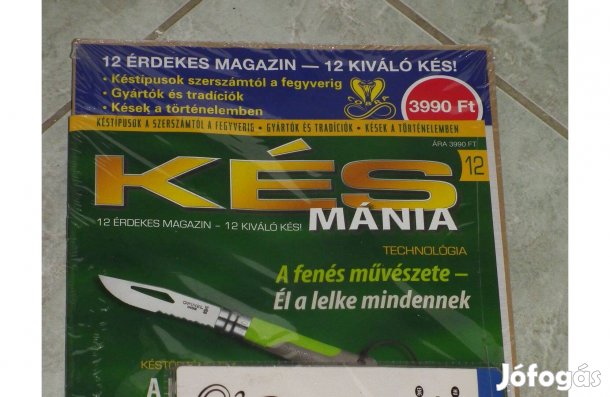 12 ÉRDEKES MAGAZIN — 12 KIVÁLÓ KÉS!
• Késtípusok szerszámtól a fegyverig
• Gyártók és tradíciók
• Kések a történelemben
3990 Ft
KÉSTÍPUSOK A SZERSZÁMTÓL A FEGYVERIG • GYÁRTÓK ÉS TRADÍCIÓK • KÉSEK A TÖRTÉNELEMBEN
ÁRA 3990 FT
KÉS
12
MÁNIA
12 ÉRDEKES MAGAZIN – 12 KIVÁLÓ KÉS!
TECHNOLÓGIA
A fenés művészete –
Él a lelke mindennek
OPINEL
A
Jófogás